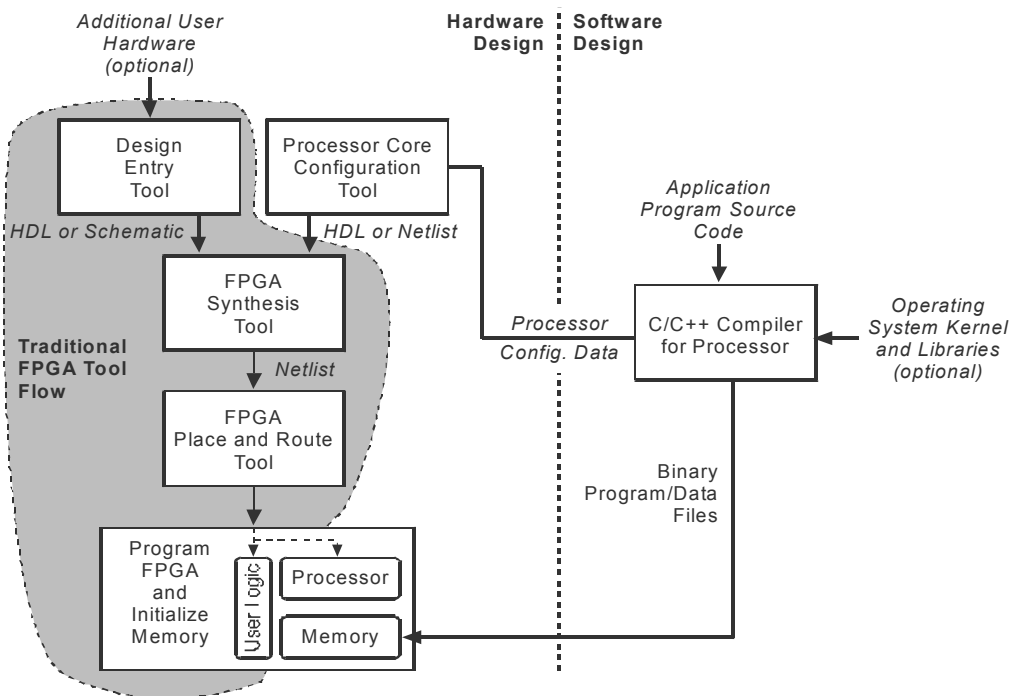 Additional User
Hardware
(optional)
Hardware
Design
Software
Design
Design
Entry
Tool
Processor Core
Configuration
Tool
HDL or Schematic
HDL or Netlist
Application
Program Source
Code
FPGA
Synthesis
Tool
Processor
Config. Data
C/C++ Compiler
for Processor
Operating
System Kernel
and Libraries
(optional)
Traditional
FPGA Tool
Flow
Netlist
FPGA
Place and Route
Tool
Binary
Program/Data
Files
Program
FPGA
and
Initialize
Memory
User Logic
Processor
Memory